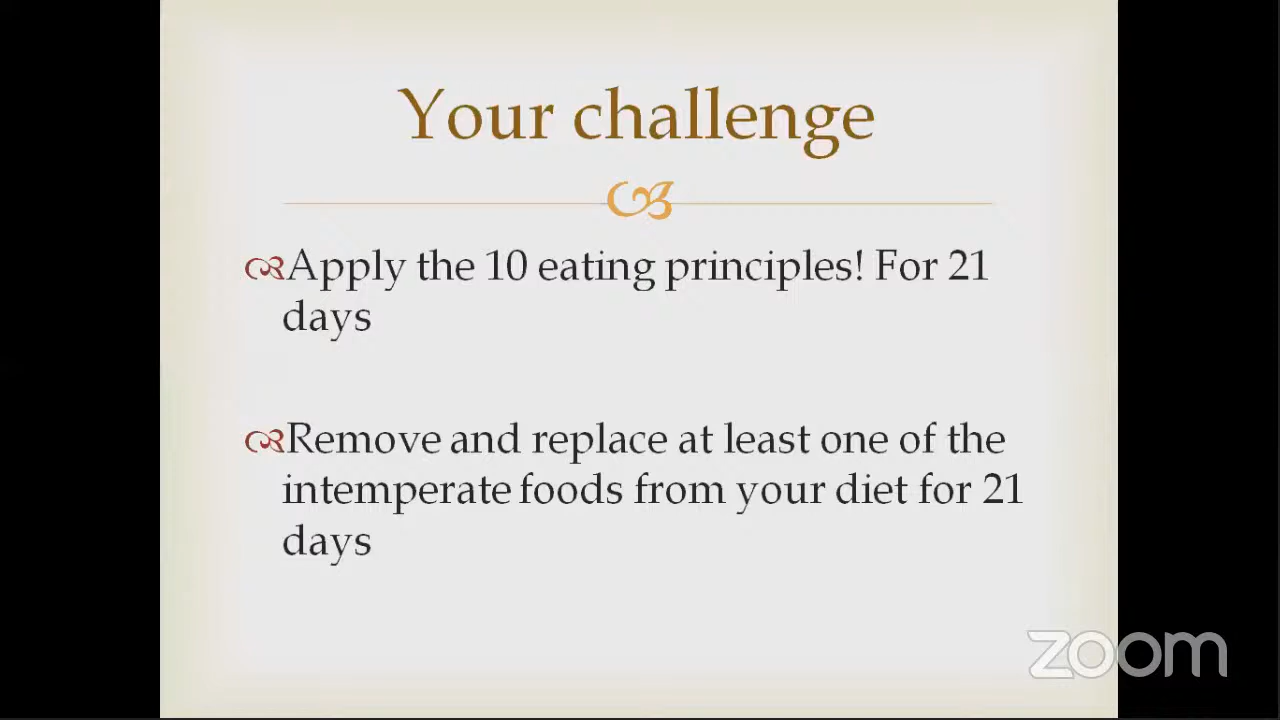 Your challenge
Apply the 10 eating principles! For 21
days
Remove and replace at least one of the
intemperate foods from your diet for 21
days
zoom